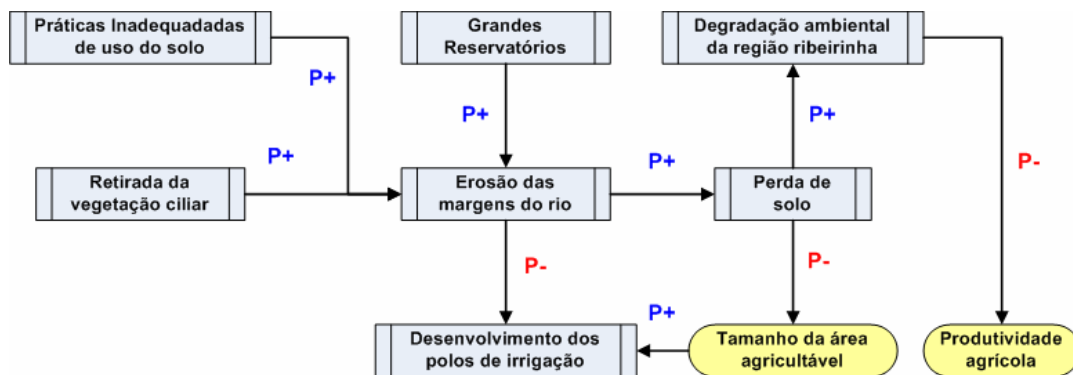 Práticas Inadequadadas
de uso do solo
Grandes
Reservatórios
Degradação ambiental
da região ribeirinha
P+
P+
P+
P+
P+
P-
Retirada da
vegetação ciliar
Erosão das
margens do rio
Perda de
solo
P-
P-
P+
Desenvolvimento dos
polos de irrigação
Tamanho da área
agricultável
Produtividade
agrícola